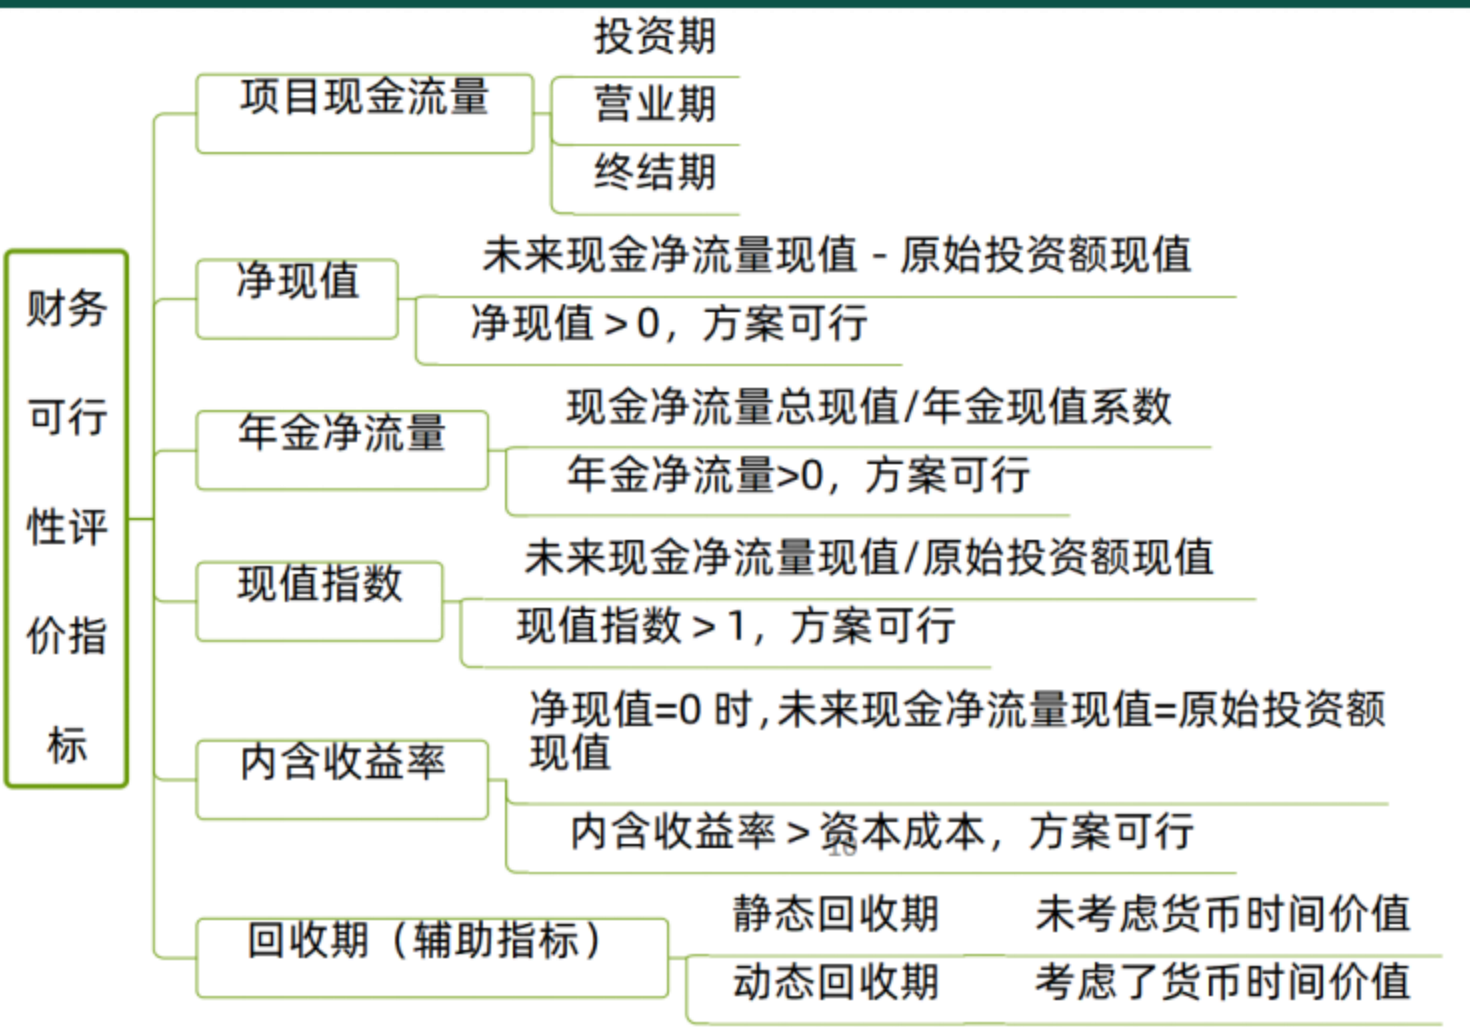 财务
可行
性评
价指
标
项目现金流量
投资期
营业期
终结期
净现值
未来现金净流量现值 - 原始投资额现值
净现值 > 0，方案可行
年金净流量
现金净流量总现值/年金现值系数
年金净流量>0，方案可行
现值指数
未来现金净流量现值/原始投资额现值
现值指数 > 1，方案可行
内含收益率
净现值=0 时,未来现金净流量现值=原始投资额
现值
内含收益率 > 资本成本，方案可行
10
回收期（辅助指标）
静态回收期 未考虑货币时间价值
动态回收期 考虑了货币时间价值